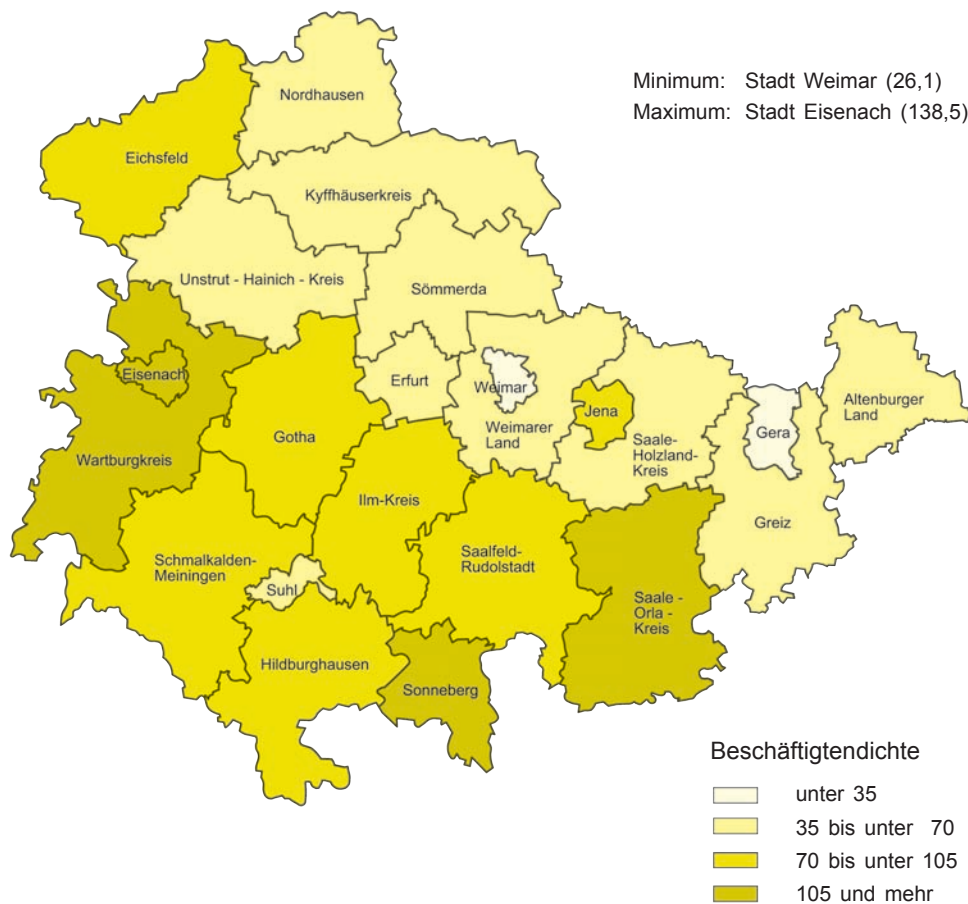 Minimum: Stadt Weimar (26,1)
Maximum: Stadt Eisenach (138,5)
Nordhausen
Eichsfeld
Kyffhäuserkreis
Unstrut - Hainich - Kreis
Sömmerda
Eisenach
Erfurt
Weimar
Weimarer
Land
Jena
Saale-
Holzland-
Kreis
Gera
Altenburger
Land
Gotha
Wartburgkreis
Ilm-Kreis
Greiz
Schmalkalden-
Meiningen
Saalfeld-
Rudolstadt
Suhl
Saale -
Orla -
Kreis
Hildburghausen
Sonneberg
Beschäftigtendichte
unter 35
35 bis unter 70
70 bis unter 105
105 und mehr